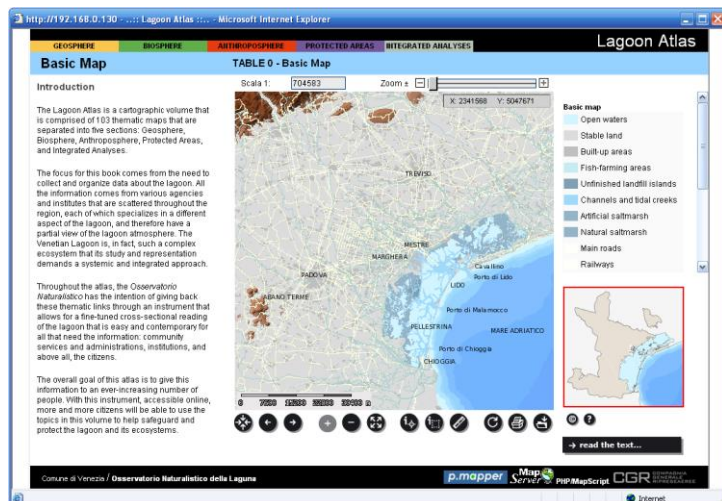 http://192.168.0.130 - ..:: Lagoon Atlas ::.. - Microsoft Internet Explorer
GEOSPHERE BIOSPHERE ANTHROPOSPHERE PROTECTED AREAS INTEGRATED ANALYSES
Lagoon Atlas
Basic Map
TABLE 0 - Basic Map
Introduction
The Lagoon Atlas is a cartographic volume that
is comprised of 103 thematic maps that are
separated into five sections: Geosphere,
Biosphere, Anthroposphere, Protected Areas,
and Integrated Analyses.
The focus for this book comes from the need to
collect and organize data about the lagoon. All
the information comes from various agencies
and institutes that are scattered throughout the
region, each of which specializes in a different
aspect of the lagoon, and therefore have a
partial view of the lagoon atmosphere. The
Venetian Lagoon is, in fact, such a complex
ecosystem that its study and representation
demands a systemic and integrated approach.
Throughout the atlas, the Osservatorio
Naturalistico has the intention of giving back
these thematic links through an instrument that
allows for a fine-tuned cross-sectional reading
of the lagoon that is easy and contemporary for
all that need the information: community
services and administrations, institutions, and
above all, the citizens.
The overall goal of this atlas is to give this
information to an ever-increasing number of
people. With this instrument, accessible online,
more and more citizens will be able to use the
topics in this volume to help safeguard and
protect the lagoon and its ecosystems.
Scala 1: 704583 Zoom ±
X: 2341568 Y: 5047671
TREVISO
MESTRE
MARGHERA
Cavallino
PADOVA
Porto di Lido
LIDO
ABANO TERME
Porto di Malamocco
PELLESTRINA
MARE ADRIATICO
Porto di Chioggia
CHIOGGIA
Basic map
Open waters
Stable land
Built-up areas
Fish-farming areas
Unfinished landfill islands
Channels and tidal creeks
Artificial saltmarsh
Natural saltmarsh
Main roads
Railways
→ read the text...
Comune di Venezia / Osservatorio Naturalistico della Laguna
p.mapper
Map Server
PHP/MapScript
CGR COMPAGNIA GENERALE RIPRESEAEREE
Internet